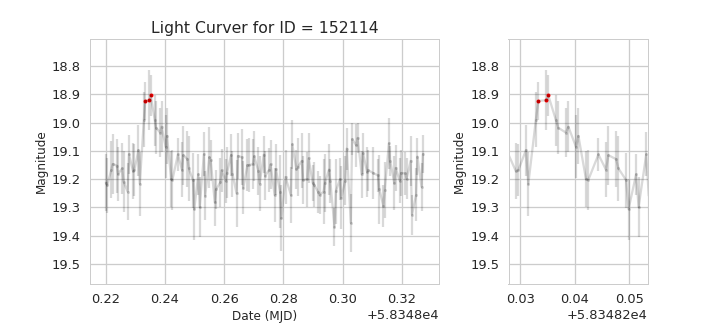 Light Curver for ID = 152114
Magnitude
18.8
18.9
19.0
19.1
19.2
19.3
19.4
19.5
0.22 0.24 0.26 0.28 0.30 0.32
Date (MJD)
+5.8348e4
Magnitude
18.8
18.9
19.0
19.1
19.2
19.3
19.4
19.5
0.03 0.04 0.05
+5.83482e4